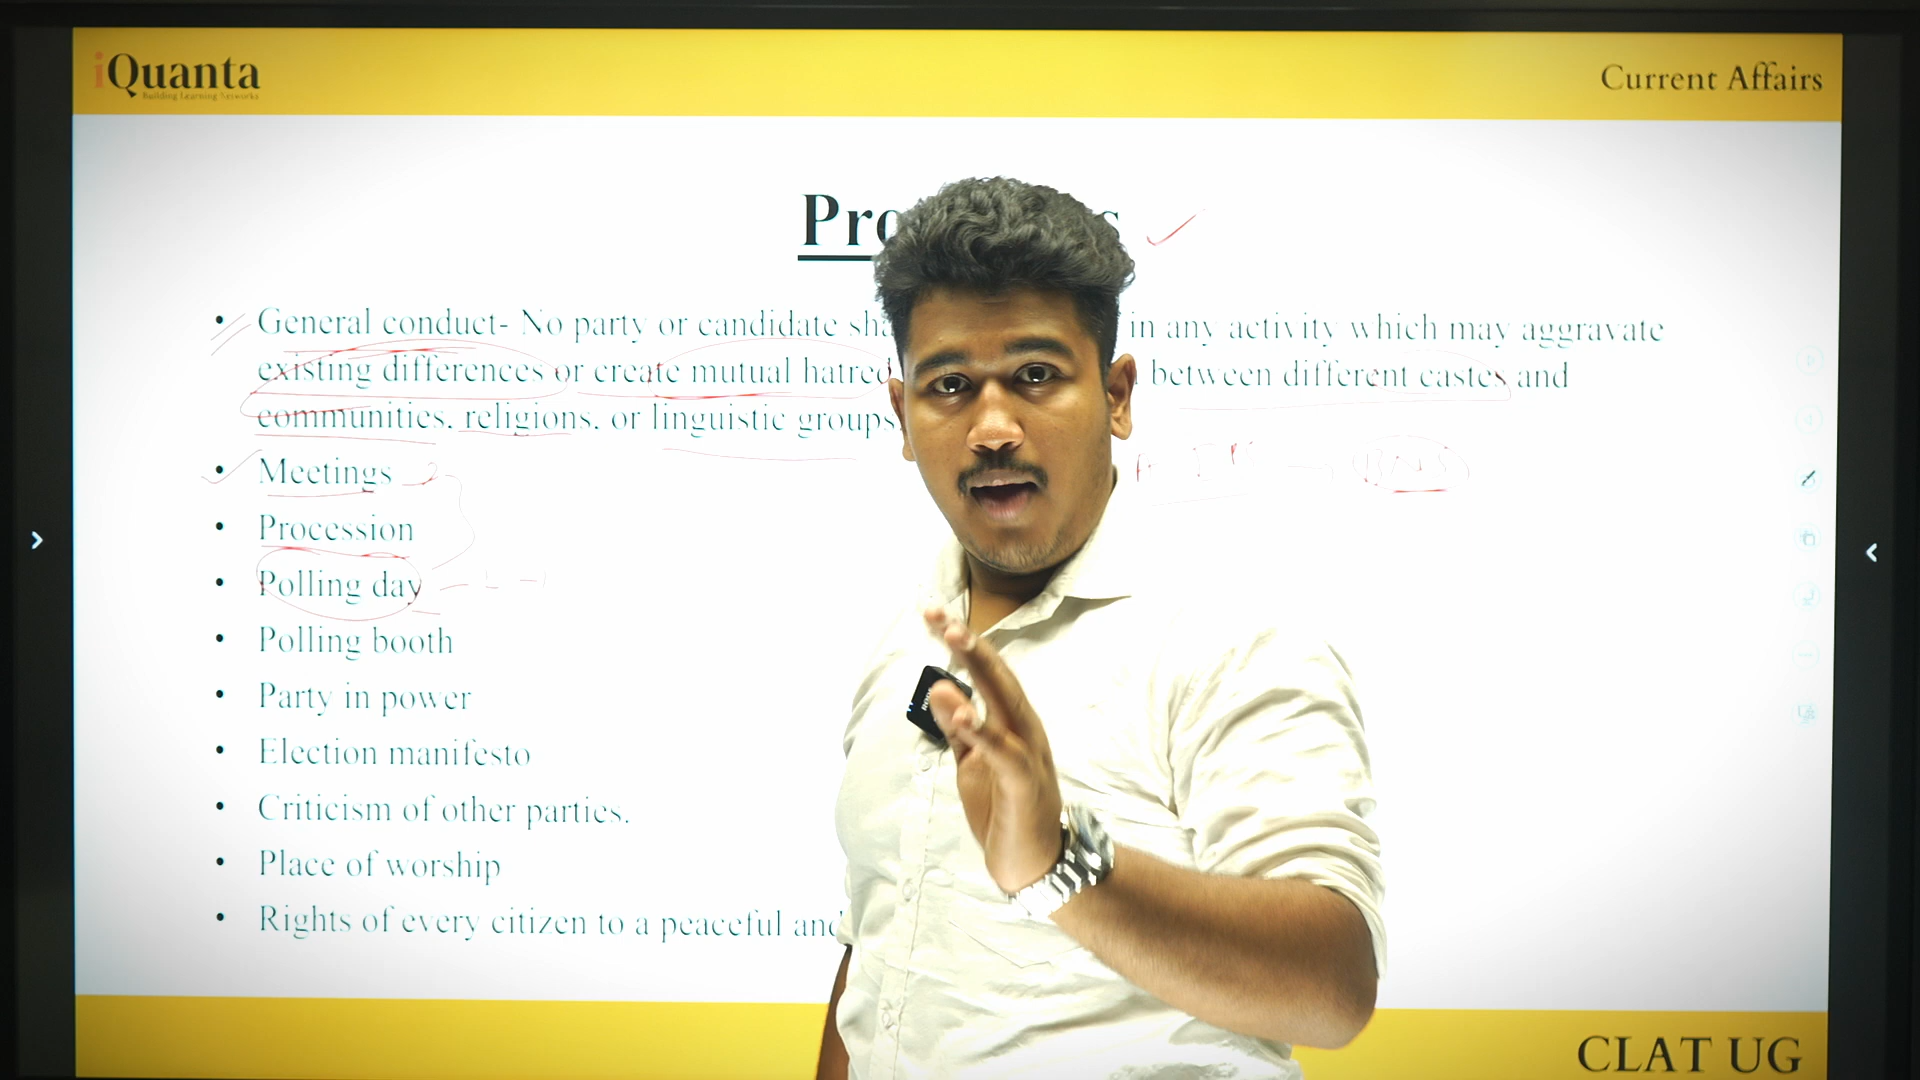 iQuanta
Building Learning Networks
Current Affairs
General conduct- No party or candidate in any activity which may aggravate
existing differences or create mutual hatred between different castes and
communities, religions, or linguistic groups
Meetings
Procession
Polling day
Polling booth
Party in power
Election manifesto
Criticism of other parties.
Place of worship
Rights of every citizen to a peaceful and
BNS
CLAT UG